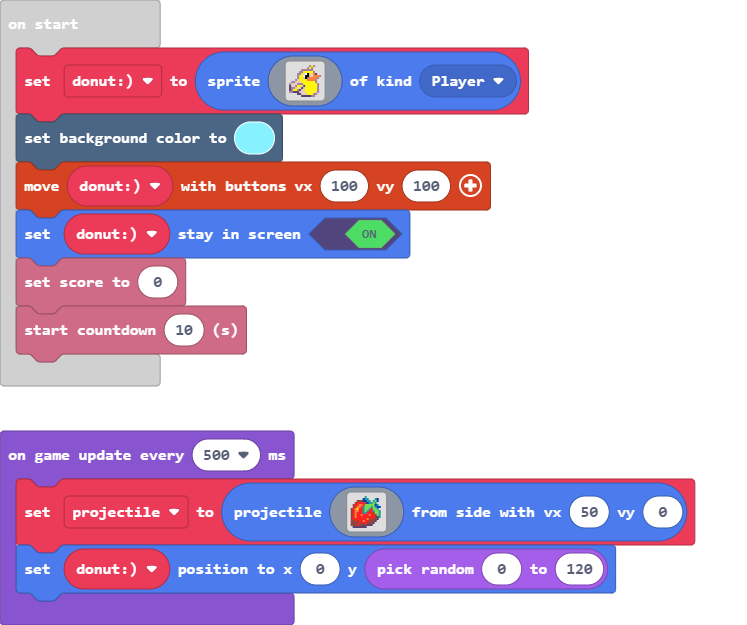 on start
set donut:) to sprite of kind Player
set background color to
move donut:) with buttons vx 100 vy 100
set donut:) stay in screen ON
set score to 0
start countdown 10 (s)
on game update every 500 ms
set projectile to projectile from side with vx 50 vy 0
set donut:) position to x 0 y pick random 0 to 120